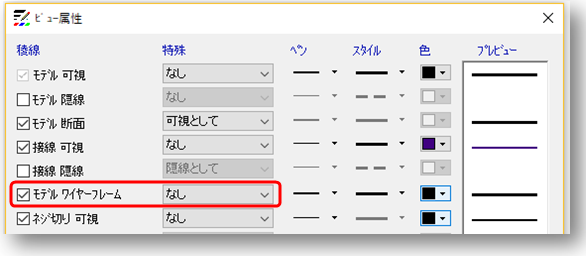 ビュー属性
稜線 特殊 ペン スタイル 色 プレビュー
モデル 可視 なし
モデル 隠線 なし
モデル 断面 可視として
接線 可視 なし
接線 隠線 隠線として
モデル ワイヤーフレーム なし
ネジ切り 可視 なし